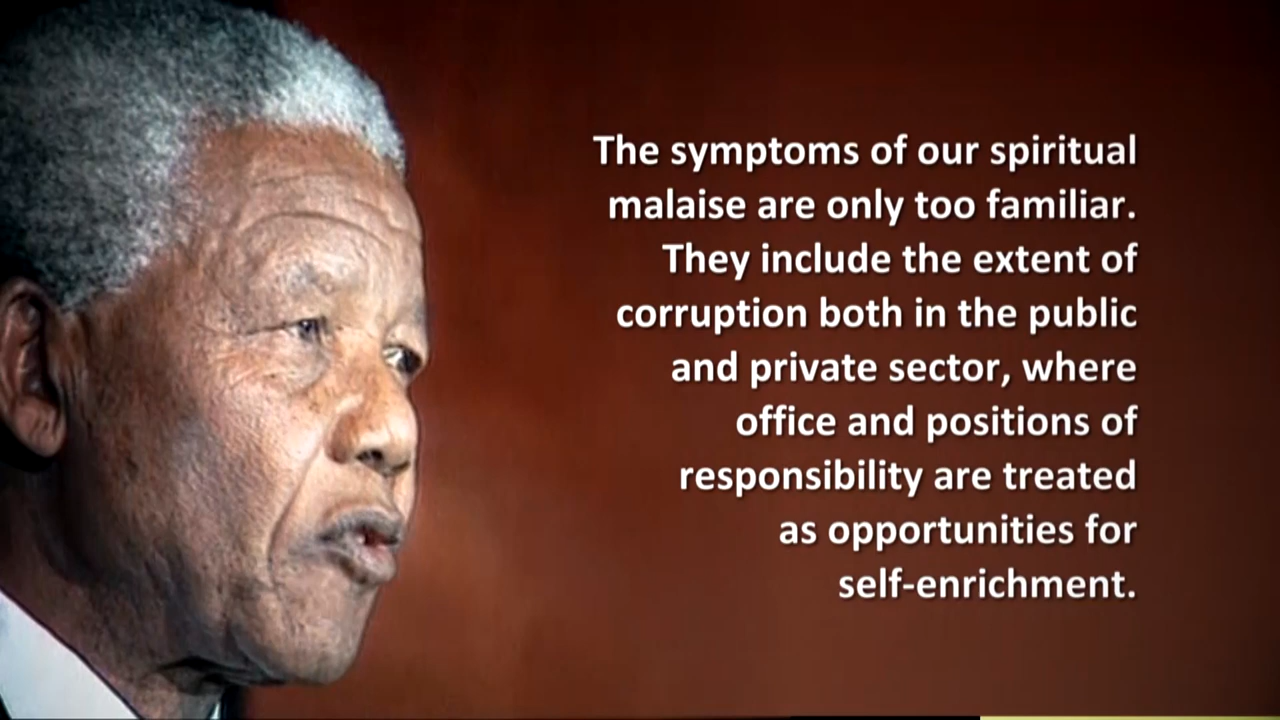 The symptoms of our spiritual
malaise are only too familiar.
They include the extent of
corruption both in the public
and private sector, where
office and positions of
responsibility are treated
as opportunities for
self-enrichment.